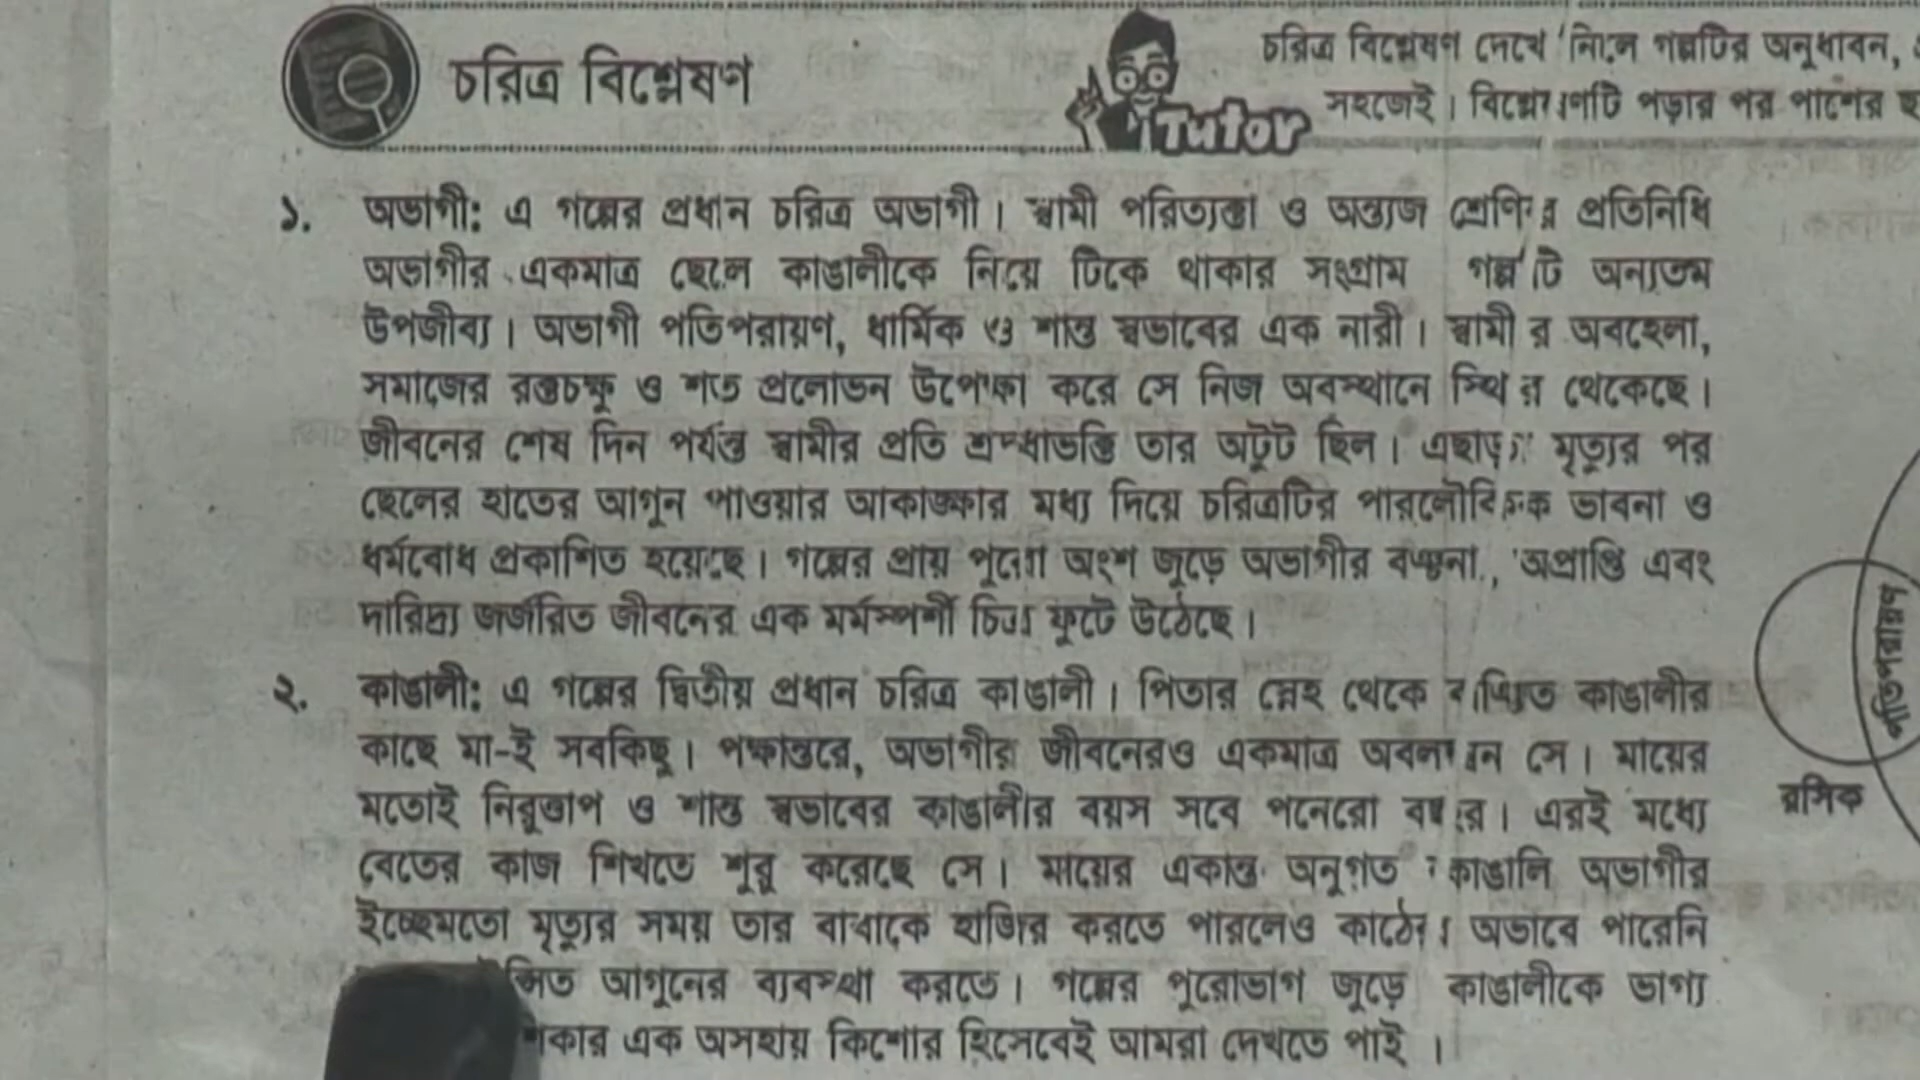 চরিত্র বিশ্লেষণ
Tutor
চরিত্র বিশ্লেষণ দেখে নিলে গল্পটির অনুধাবন,
সহজেই। বিশ্লেষণটি পড়ার পর পাশের
১. অভাগী: এ গল্পের প্রধান চরিত্র অভাগী। স্বামী পরিত্যক্তা ও অন্ত্যজ শ্রেণির প্রতিনিধি
অভাগীর একমাত্র ছেলে কাঙালীকে নিয়ে টিকে থাকার সংগ্রাম গল্পটি অন্যতম
উপজীব্য। অভাগী পতিপরায়ণ, ধার্মিক ও শান্ত স্বভাবের এক নারী। স্বামীর অবহেলা,
সমাজের রক্তচক্ষু ও শত প্রলোভন উপেক্ষা করে সে নিজ অবস্থানে স্থির থেকেছে।
জীবনের শেষ দিন পর্যন্ত স্বামীর প্রতি শ্রদ্ধাভক্তি তার অটুট ছিল। এছাড়া মৃত্যুর পর
ছেলের হাতের আগুন পাওয়ার আকাঙ্ক্ষার মধ্য দিয়ে চরিত্রটির পারলৌকিক ভাবনা ও
ধর্মবোধ প্রকাশিত হয়েছে। গল্পের প্রায় পুরো অংশ জুড়ে অভাগীর বঞ্চনা, অপ্রাপ্তি এবং
দারিদ্র্য জর্জরিত জীবনের এক মর্মস্পর্শী চিত্র ফুটে উঠেছে।
২. কাঙালী: এ গল্পের দ্বিতীয় প্রধান চরিত্র কাঙালী। পিতার স্নেহ থেকে বঞ্চিত কাঙালীর
কাছে মা-ই সবকিছু। পক্ষান্তরে, অভাগীর জীবনেরও একমাত্র অবলম্বন সে। মায়ের
মতোই নিরুত্তাপ ও শান্ত স্বভাবের কাঙালীর বয়স সবে পনেরো বছর। এরই মধ্যে
বেতের কাজ শিখতে শুরু করেছে সে। মায়ের একান্ত অনুগত কাঙালি অভাগীর
ইচ্ছেমতো মৃত্যুর সময় তার বাবাকে হাজির করতে পারলেও কাঠের অভাবে পারেনি
আগুনের ব্যবস্থা করতে। গল্পের পুরোভাগ জুড়ে কাঙালীকে ভাগ্য
এক অসহায় কিশোর হিসেবেই আমরা দেখতে পাই।
পতিপরায়ণ
রসিক